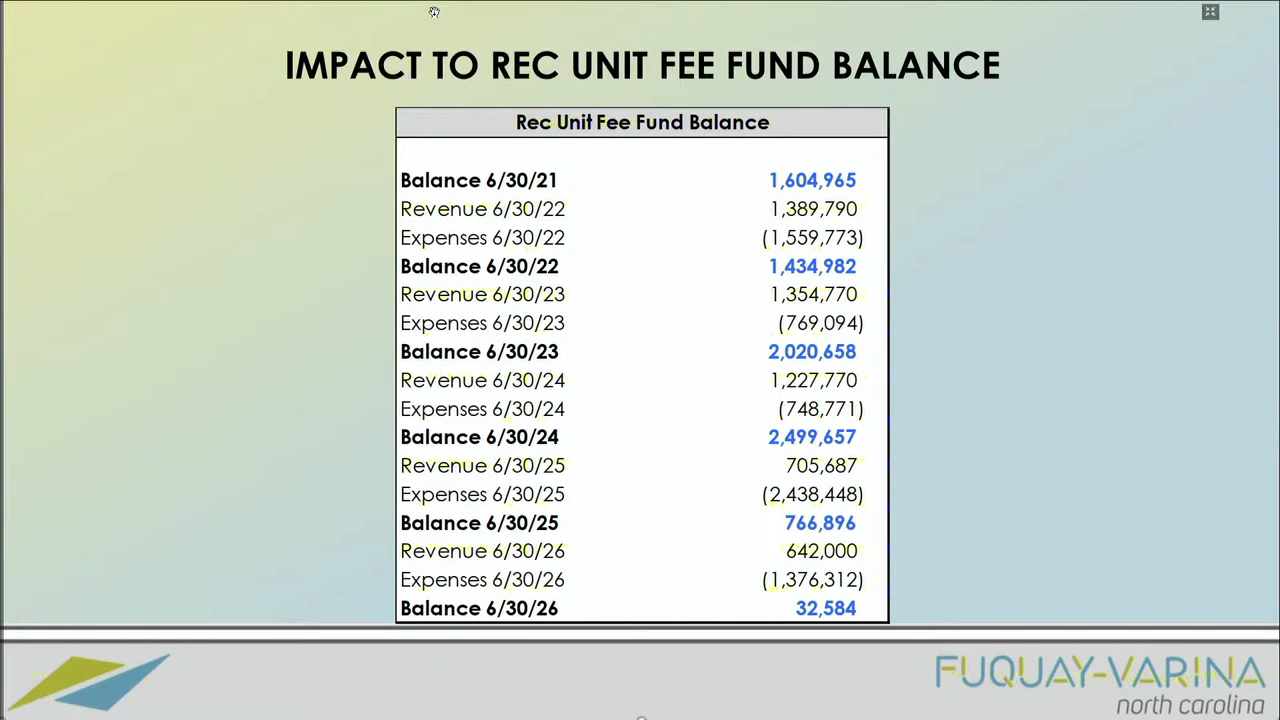 IMPACT TO REC UNIT FEE FUND BALANCE
Rec Unit Fee Fund Balance
Balance 6/30/21 1,604,965
Revenue 6/30/22 1,389,790
Expenses 6/30/22 (1,559,773)
Balance 6/30/22 1,434,982
Revenue 6/30/23 1,354,770
Expenses 6/30/23 (769,094)
Balance 6/30/23 2,020,658
Revenue 6/30/24 1,227,770
Expenses 6/30/24 (748,771)
Balance 6/30/24 2,499,657
Revenue 6/30/25 705,687
Expenses 6/30/25 (2,438,448)
Balance 6/30/25 766,896
Revenue 6/30/26 642,000
Expenses 6/30/26 (1,376,312)
Balance 6/30/26 32,584
FUQUAY-VARINA
north carolina